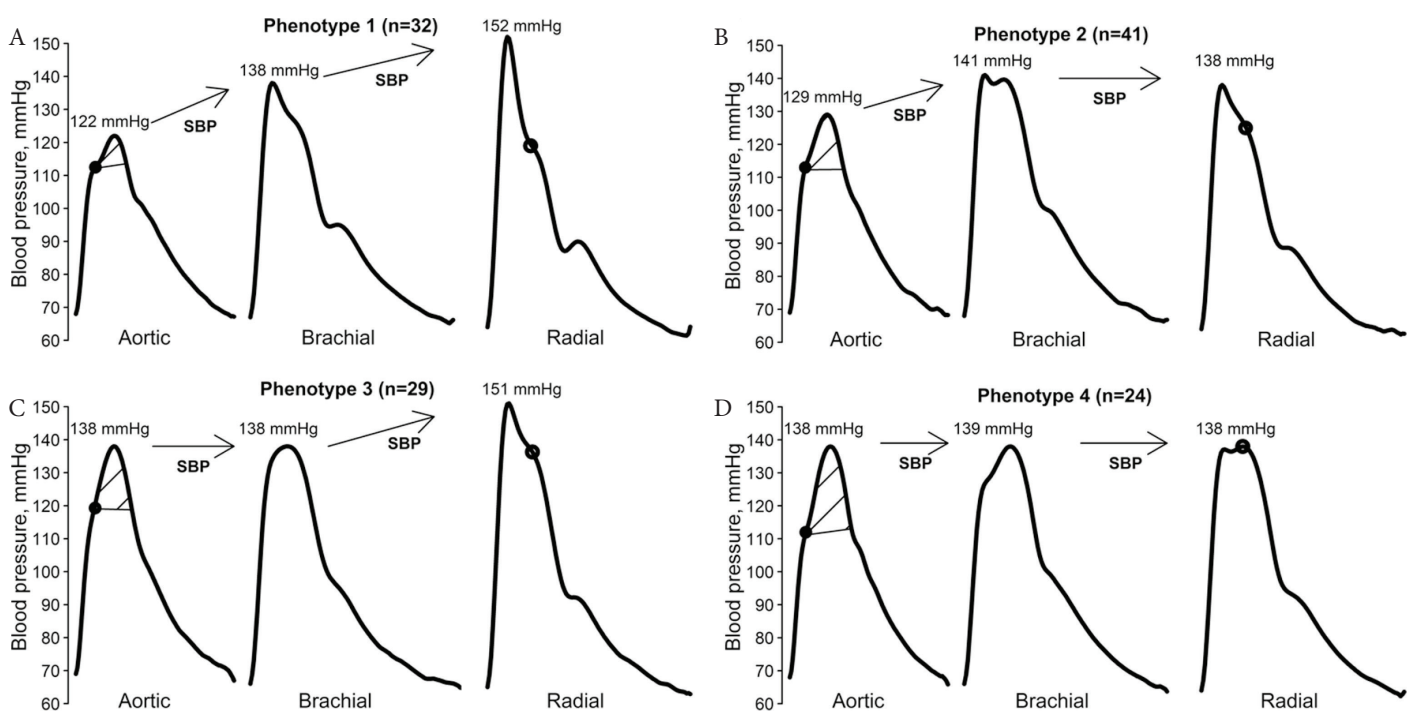 A
Phenotype 1 (n=32)
122 mmHg
SBP
138 mmHg
SBP
152 mmHg
Blood pressure, mmHg
150
140
130
120
110
100
90
80
70
60
Aortic
Brachial
Radial
B
Phenotype 2 (n=41)
129 mmHg
SBP
141 mmHg
SBP
138 mmHg
Blood pressure, mmHg
150
140
130
120
110
100
90
80
70
60
Aortic
Brachial
Radial
C
Phenotype 3 (n=29)
138 mmHg
SBP
138 mmHg
SBP
151 mmHg
Blood pressure, mmHg
150
140
130
120
110
100
90
80
70
60
Aortic
Brachial
Radial
D
Phenotype 4 (n=24)
138 mmHg
SBP
139 mmHg
SBP
138 mmHg
Blood pressure, mmHg
150
140
130
120
110
100
90
80
70
60
Aortic
Brachial
Radial